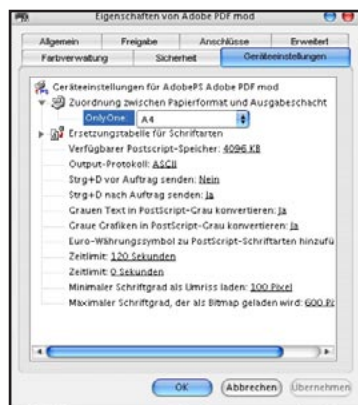 Eigenschaften von Adobe PDF mod
Allgemein Freigabe Anschlüsse Erweitert
Farbverwaltung Sicherheit Geräteeinstellungen
Geräteeinstellungen für AdobePS Adobe PDF mod
Zuordnung zwischen Papierformat und Ausgabeschacht
OnlyOne: A4
Ersetzungstabelle für Schriftarten
Verfügbarer Postscript-Speicher: 4096 KB
Output-Protokoll: ASCII
Strg+D vor Auftrag senden: Nein
Strg+D nach Auftrag senden: Ja
Grauen Text in PostScript-Grau konvertieren: Ja
Graue Grafiken in PostScript-Grau konvertieren: Ja
Euro-Währungssymbol zu PostScript-Schriftarten hinzufü
Zeitlimit: 120 Sekunden
Zeitlimit: 0 Sekunden
Minimaler Schriftgrad als Umriss laden: 100 Pixel
Maximaler Schriftgrad, der als Bitmap geladen wird: 600 Pi
OK Abbrechen Übernehmen